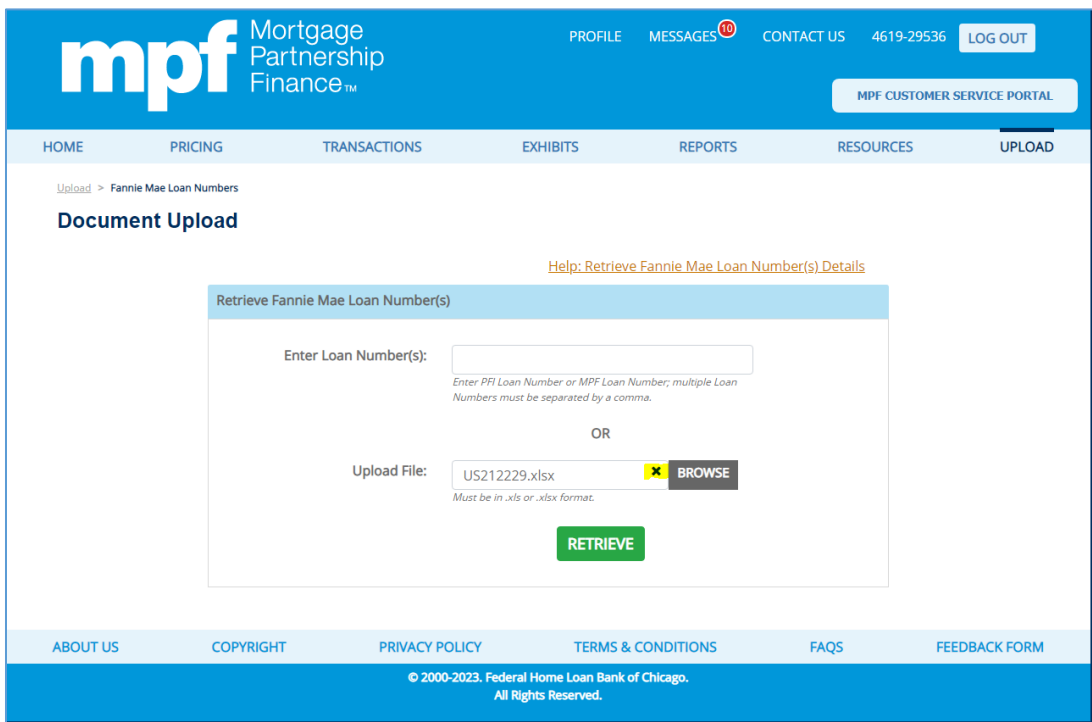 mpf Mortgage
Partnership
Finance™
PROFILE MESSAGES 10 CONTACT US 4619-29536 LOG OUT
MPF CUSTOMER SERVICE PORTAL
HOME PRICING TRANSACTIONS EXHIBITS REPORTS RESOURCES UPLOAD
Upload > Fannie Mae Loan Numbers
Document Upload
Help: Retrieve Fannie Mae Loan Number(s) Details
Retrieve Fannie Mae Loan Number(s)
Enter Loan Number(s):
Enter PFI Loan Number or MPF Loan Number; multiple Loan
Numbers must be separated by a comma.
OR
Upload File: US212229.xlsx × BROWSE
Must be in .xls or .xlsx format.
RETRIEVE
ABOUT US COPYRIGHT PRIVACY POLICY TERMS & CONDITIONS FAQS FEEDBACK FORM
© 2000-2023. Federal Home Loan Bank of Chicago.
All Rights Reserved.